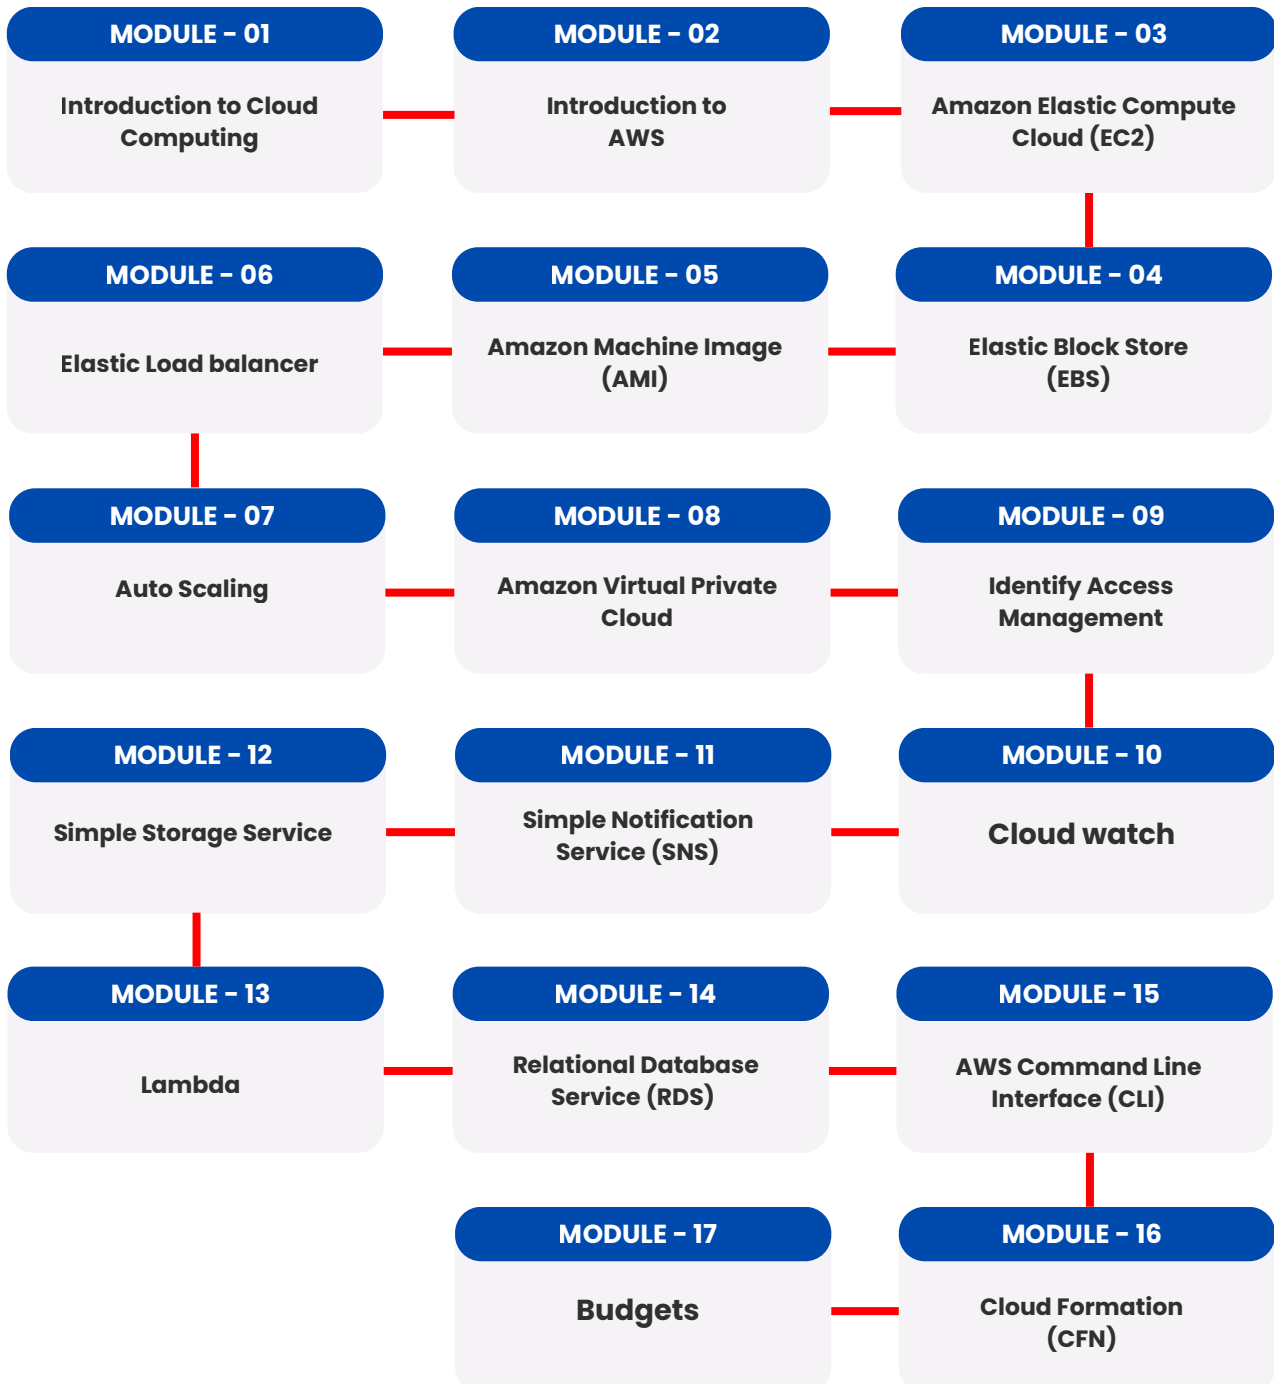 MODULE - 01
Introduction to Cloud
Computing
MODULE - 02
Introduction to
AWS
MODULE - 03
Amazon Elastic Compute
Cloud (EC2)
MODULE - 06
Elastic Load balancer
MODULE - 05
Amazon Machine Image
(AMI)
MODULE - 04
Elastic Block Store
(EBS)
MODULE - 07
Auto Scaling
MODULE - 08
Amazon Virtual Private
Cloud
MODULE - 09
Identify Access
Management
MODULE - 12
Simple Storage Service
MODULE - 11
Simple Notification
Service (SNS)
MODULE - 10
Cloud watch
MODULE - 13
Lambda
MODULE - 14
Relational Database
Service (RDS)
MODULE - 15
AWS Command Line
Interface (CLI)
MODULE - 17
Budgets
MODULE - 16
Cloud Formation
(CFN)